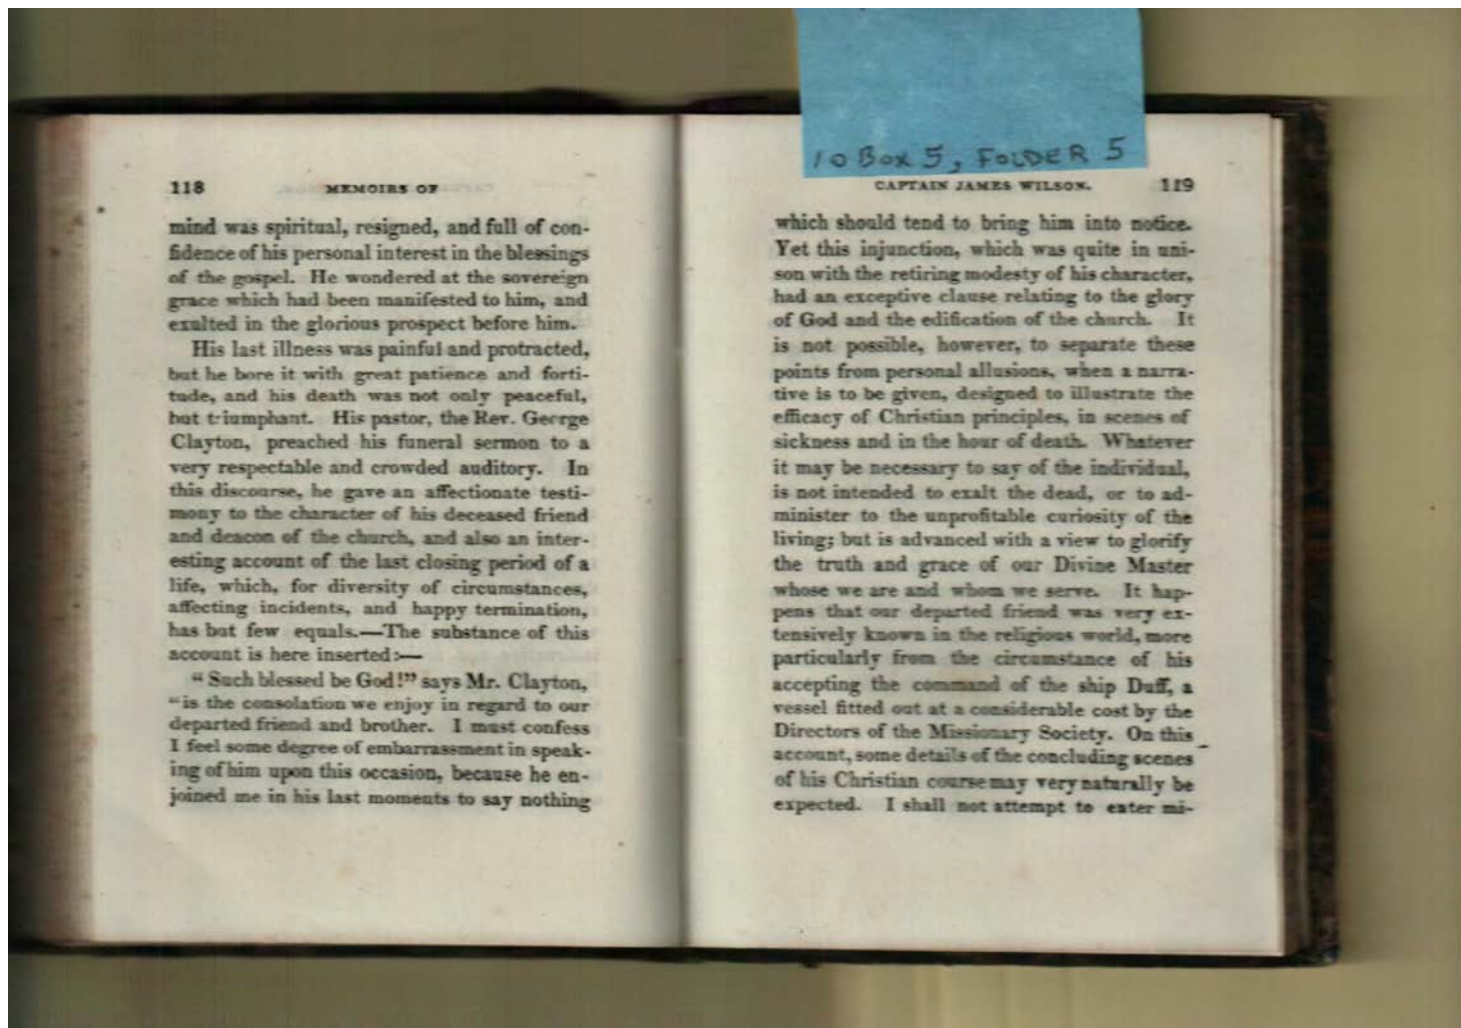 10 Box 5, FOLDER 5
118 MEMOIRS OF
mind was spiritual, resigned, and full of con-
fidence of his personal interest in the blessings
of the gospel. He wondered at the sovereign
grace which had been manifested to him, and
exalted in the glorious prospect before him.
His last illness was painful and protracted,
but he bore it with great patience and forti-
tude, and his death was not only peaceful,
but triumphant. His pastor, the Rev. George
Clayton, preached his funeral sermon to a
very respectable and crowded auditory. In
this discourse, he gave an affectionate testi-
mony to the character of his deceased friend
and deacon of the church, and also an inter-
esting account of the last closing period of a
life, which, for diversity of circumstances,
affecting incidents, and happy termination,
has but few equals.—The substance of this
account is here inserted:—
"Such blessed be God!" says Mr. Clayton,
"is the consolation we enjoy in regard to our
departed friend and brother. I must confess
I feel some degree of embarrassment in speak-
ing of him upon this occasion, because he en-
joined me in his last moments to say nothing
CAPTAIN JAMES WILSON. 119
which should tend to bring him into notice.
Yet this injunction, which was quite in uni-
son with the retiring modesty of his character,
had an exceptive clause relating to the glory
of God and the edification of the church. It
is not possible, however, to separate these
points from personal allusions, when a narra-
tive is to be given, designed to illustrate the
efficacy of Christian principles, in scenes of
sickness and in the hour of death. Whatever
it may be necessary to say of the individual,
is not intended to exalt the dead, or to ad-
minister to the unprofitable curiosity of the
living; but is advanced with a view to glorify
the truth and grace of our Divine Master
whose we are and whom we serve. It hap-
pens that our departed friend was very ex-
tensively known in the religious world, more
particularly from the circumstance of his
accepting the command of the ship Duff, a
vessel fitted out at a considerable cost by the
Directors of the Missionary Society. On this
account, some details of the concluding scenes
of his Christian course may very naturally be
expected. I shall not attempt to enter mi-